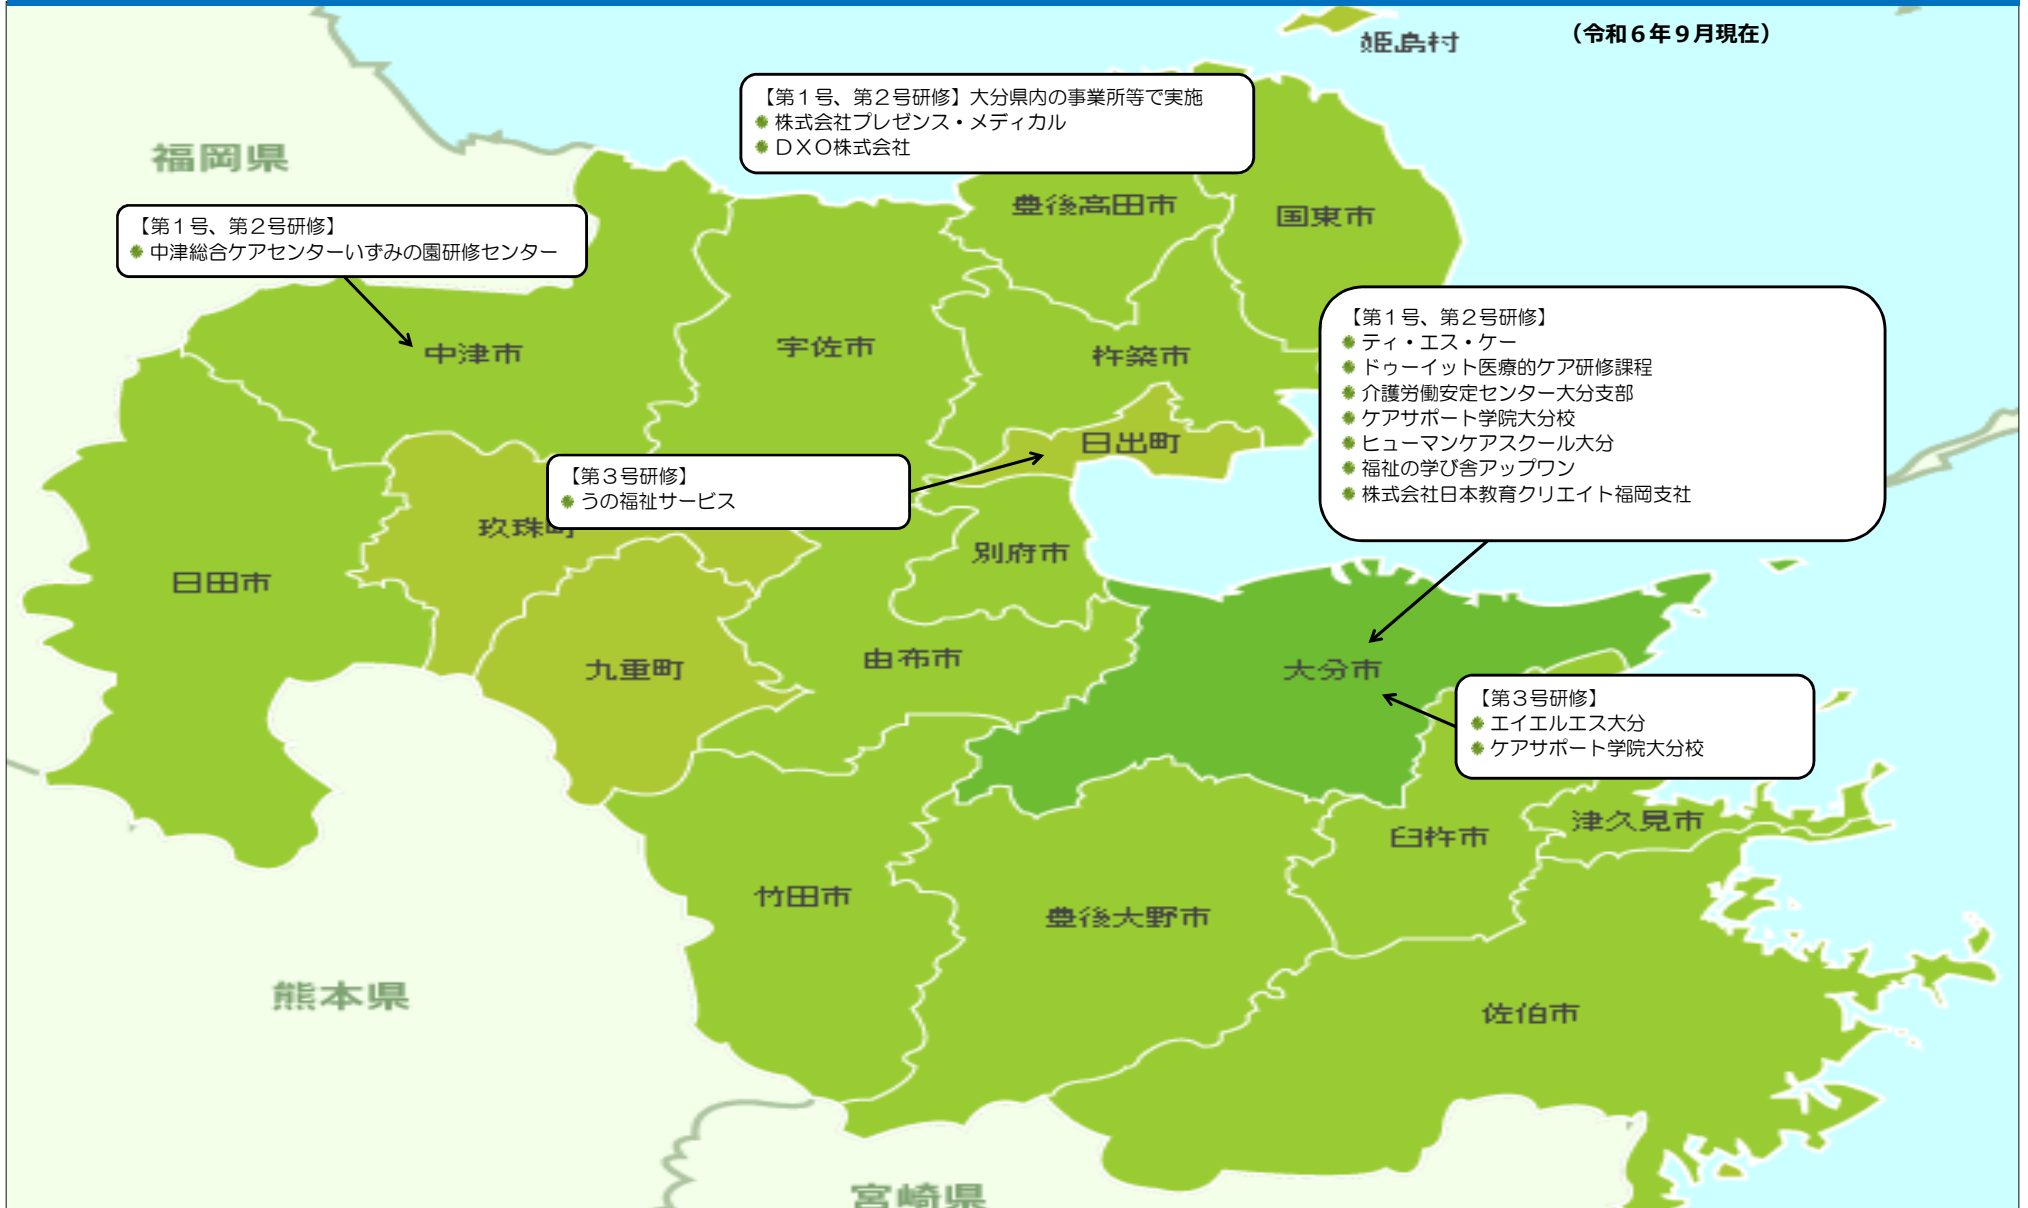 （令和６年９月現在）
姫島村
【第１号、第２号研修】大分県内の事業所等で実施
株式会社プレゼンス・メディカル
ＤＸＯ株式会社
福岡県
豊後高田市
国東市
【第１号、第２号研修】
中津総合ケアセンターいずみの園研修センター
中津市
宇佐市
杵築市
【第１号、第２号研修】
ティ・エス・ケー
ドゥーイット医療的ケア研修課程
介護労働安定センター大分支部
ケアサポート学院大分校
ヒューマンケアスクール大分
福祉の学び舎アップワン
株式会社日本教育クリエイト福岡支社
日出町
【第３号研修】
うの福祉サービス
玖珠町
別府市
日田市
九重町
由布市
大分市
【第３号研修】
エイエルエス大分
ケアサポート学院大分校
臼杵市
津久見市
竹田市
豊後大野市
熊本県
佐伯市
宮崎県